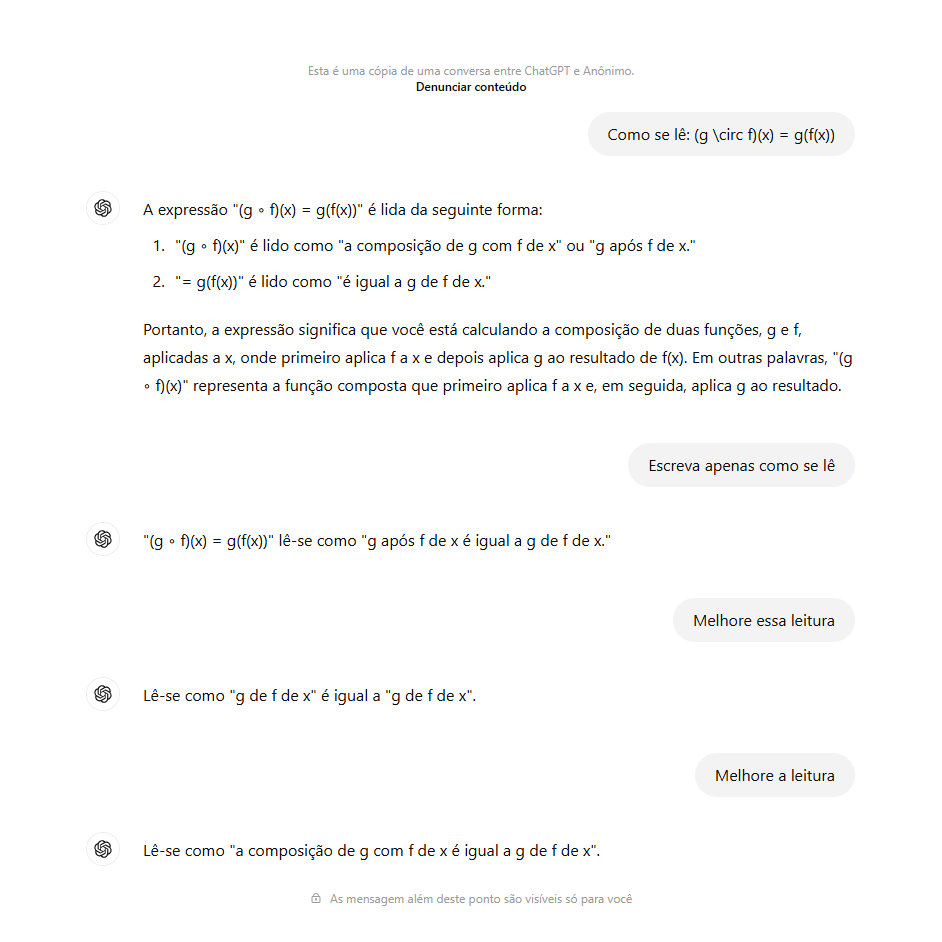 Esta é uma cópia de uma conversa entre ChatGPT e Anônimo.
Denunciar conteúdo
Como se lê: (g \circ f)(x) = g(f(x))
A expressão "(g ∘ f)(x) = g(f(x))" é lida da seguinte forma:
1. "(g ∘ f)(x)" é lido como "a composição de g com f de x" ou "g após f de x."
2. "= g(f(x))" é lido como "é igual a g de f de x."
Portanto, a expressão significa que você está calculando a composição de duas funções, g e f,
aplicadas a x, onde primeiro aplica f a x e depois aplica g ao resultado de f(x). Em outras palavras, "(g
∘ f)(x)" representa a função composta que primeiro aplica f a x e, em seguida, aplica g ao resultado.
Escreva apenas como se lê
"(g ∘ f)(x) = g(f(x))" lê-se como "g após f de x é igual a g de f de x."
Melhore essa leitura
Lê-se como "g de f de x" é igual a "g de f de x".
Melhore a leitura
Lê-se como "a composição de g com f de x é igual a g de f de x".
As mensagem além deste ponto são visíveis só para você